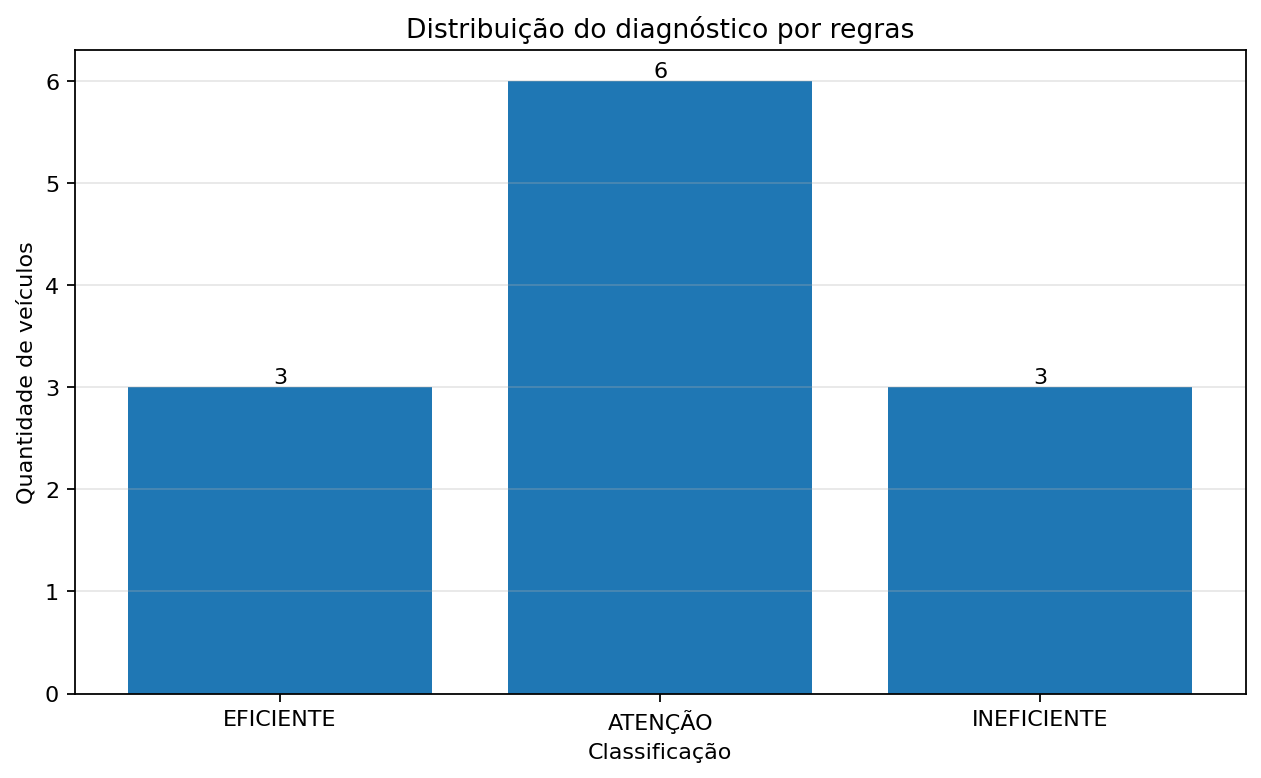 Distribuição do diagnóstico por regras
Quantidade de veículos
6
5
4
3
2
1
0
3
6
3
EFICIENTE
ATENÇÃO
INEFICIENTE
Classificação